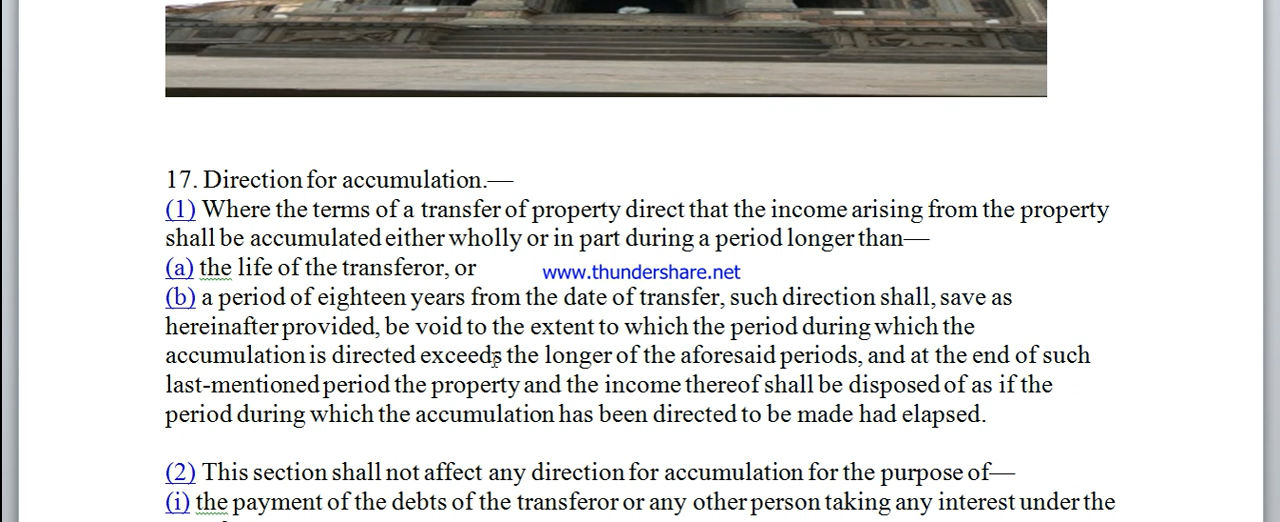 17. Direction for accumulation.—
(1) Where the terms of a transfer of property direct that the income arising from the property
shall be accumulated either wholly or in part during a period longer than—
(a) the life of the transferor, or
www.thundershare.net
(b) a period of eighteen years from the date of transfer, such direction shall, save as
hereinafter provided, be void to the extent to which the period during which the
accumulation is directed exceeds the longer of the aforesaid periods, and at the end of such
last-mentioned period the property and the income thereof shall be disposed of as if the
period during which the accumulation has been directed to be made had elapsed.
(2) This section shall not affect any direction for accumulation for the purpose of—
(i) the payment of the debts of the transferor or any other person taking any interest under the